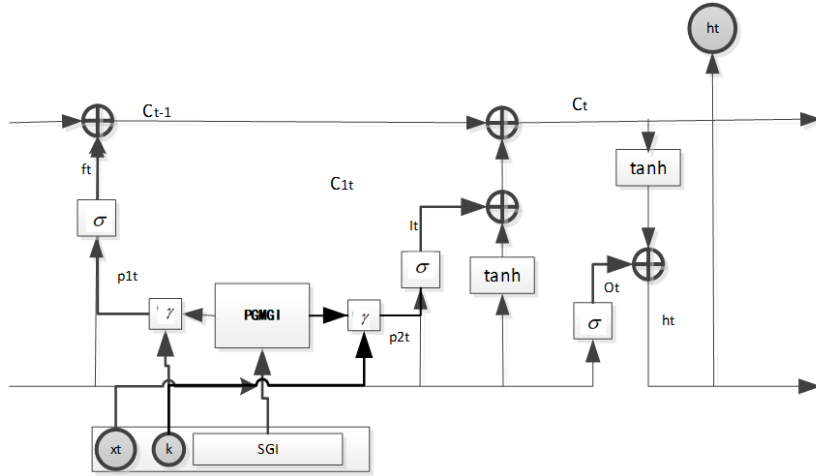 ht
Ct-1
Ct
ft
tanh
C1t
σ
It
p1t
σ
tanh
Ot
γ
PGMGI
γ
p2t
σ
ht
xt
k
SGI